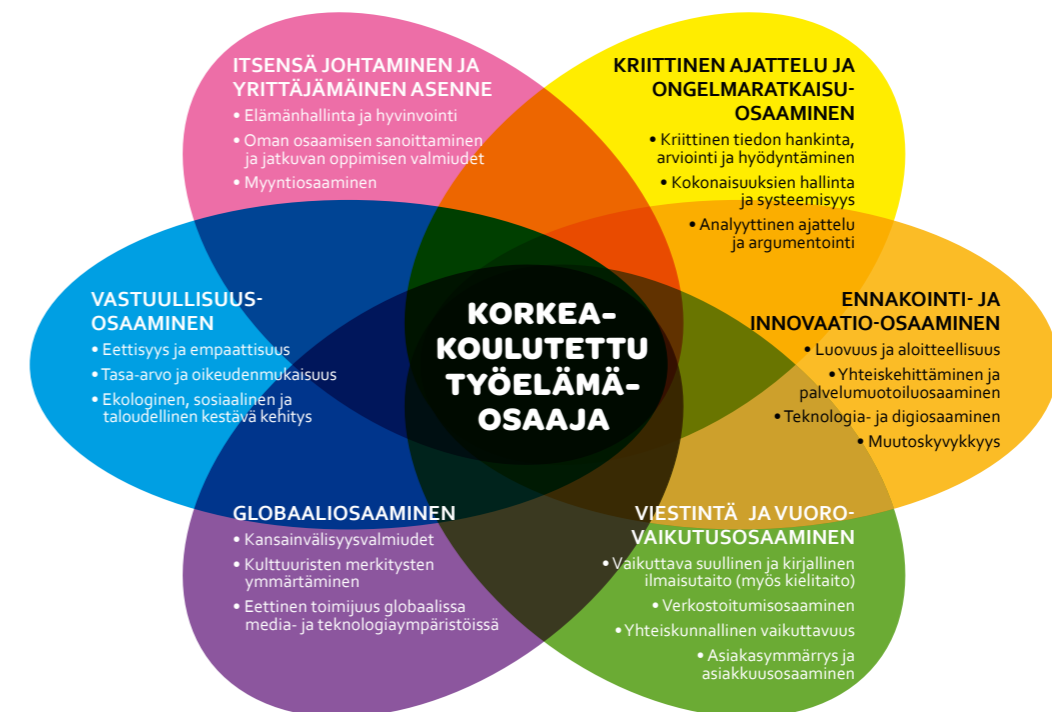 ITSENSÄ JOHTAMINEN JA
YRITTÄJÄMÄINEN ASENNE
• Elämänhallinta ja hyvinvointi
• Oman osaamisen sanoittaminen
ja jatkuvan oppimisen valmiudet
• Myyntiosaaminen
KRIITTINEN AJATTELU JA
ONGELMARATKAISU-
OSAAMINEN
• Kriittinen tiedon hankinta,
arviointi ja hyödyntäminen
• Kokonaisuuksien hallinta
ja systeemisyys
• Analyyttinen ajattelu
ja argumentointi
VASTUULLISUUS-
OSAAMINEN
• Eettisyys ja empaattisuus
• Tasa-arvo ja oikeudenmukaisuus
• Ekologinen, sosiaalinen ja
taloudellinen kestävä kehitys
KORKEA-
KOULUTETTU
TYÖELÄMÄ-
OSAAJA
ENNAKOINTI- JA
INNOVAATIO-OSAAMINEN
• Luovuus ja aloitteellisuus
• Yhteiskehittäminen ja
palvelumuotoiluosaaminen
• Teknologia- ja digiosaaminen
• Muutoskyvykkyys
GLOBAALIOSAAMINEN
• Kansainvälisyysvalmiudet
• Kulttuuristen merkitysten
ymmärtäminen
• Eettinen toimijuus globaalissa
media- ja teknologiaympäristöissä
VIESTINTÄ JA VUORO-
VAIKUTUSOSAAMINEN
• Vaikuttava suullinen ja kirjallinen
ilmaisutaito (myös kielitaito)
• Verkostoitumisosaaminen
• Yhteiskunnallinen vaikuttavuus
• Asiakasymmärrys ja
asiakkuusosaaminen